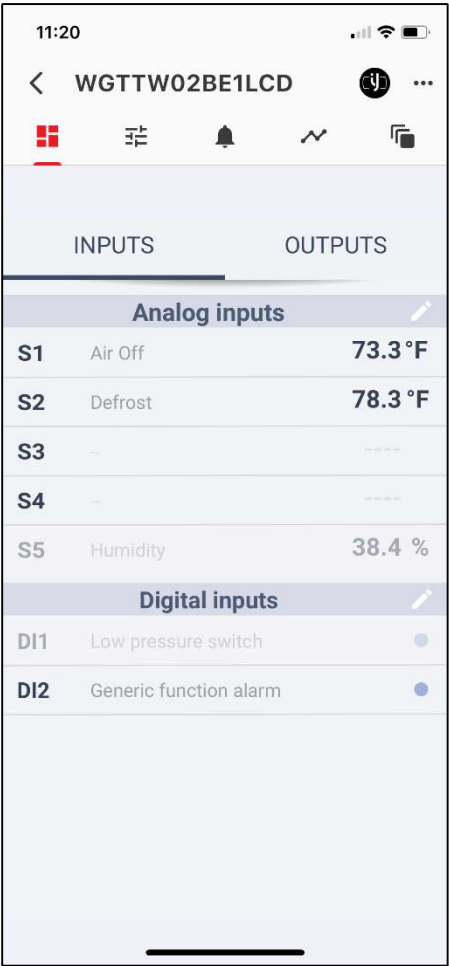 11:20
WGTTW02BE1LCD
INPUTS OUTPUTS
Analog inputs
S1 Air Off 73.3 °F
S2 Defrost 78.3 °F
S3 -- ----
S4 -- ----
S5 Humidity 38.4 %
Digital inputs
DI1 Low pressure switch
DI2 Generic function alarm